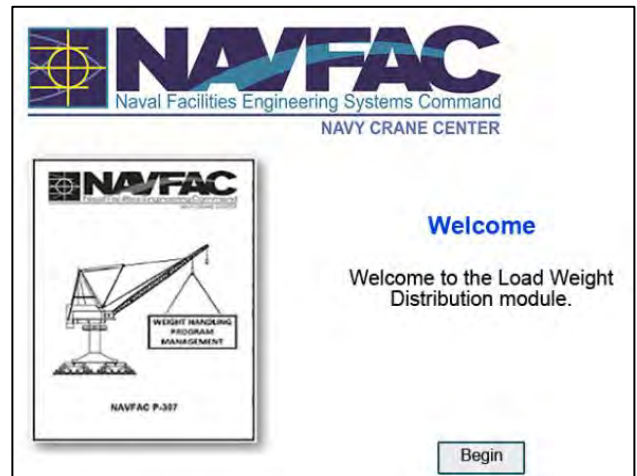 NAVFAC
Naval Facilities Engineering Systems Command
NAVY CRANE CENTER
NAVFAC
WEIGHT HANDLING
PROGRAM
MANAGEMENT
NAVFAC P-307
Welcome
Welcome to the Load Weight
Distribution module.
Begin